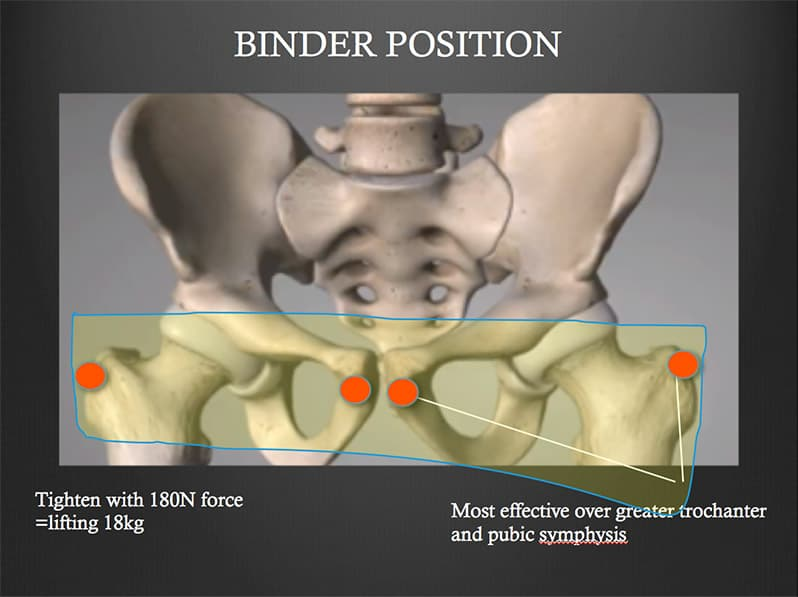 BINDER POSITION
Tighten with 180N force
=lifting 18kg
Most effective over greater trochanter
and pubic symphysis